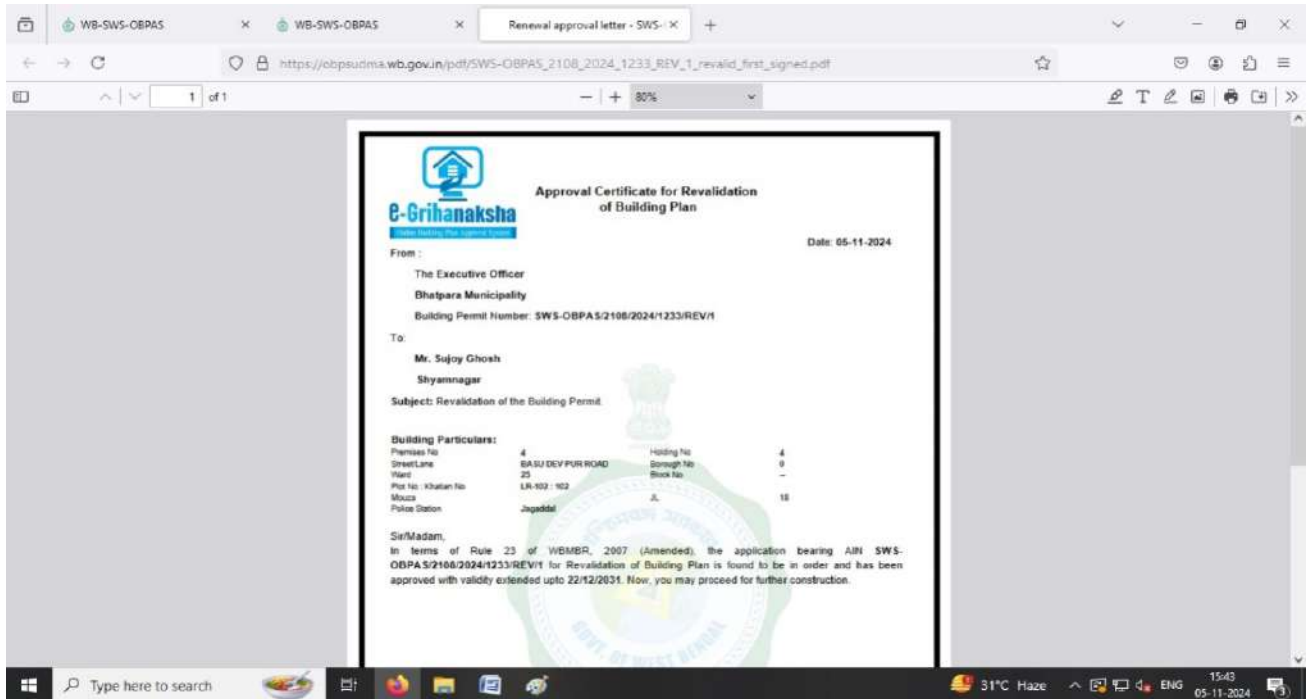 WB-SWS-OBPAS
WB-SWS-OBPAS
Renewal approval letter - SWS-
https://obpsudma.wb.gov.in/pdf/SWS-OBPAS_2108_2024_1233_REV_1_revalid_first_signed.pdf
1 of 1
80%
e-Grihanaksha
Approval Certificate for Revalidation
of Building Plan
Date: 05-11-2024
From :
The Executive Officer
Bhatpara Municipality
Building Permit Number: SWS-OBPAS/2108/2024/1233/REV/1
To:
Mr. Sujoy Ghosh
Shyamnagar
Subject: Revalidation of the Building Permit
Building Particulars:
Premises No 4 Holding No 4
Street/Lane BASU DEV PUR ROAD Borough No 0
Ward 25 Block No --
Plot No : Khatian No LR-102 : 102
Mouza JL 18
Police Station Jagaddal
Sir/Madam,
In terms of Rule 23 of WBMBR, 2007 (Amended), the application bearing AIN SWS-
OBPAS/2108/2024/1233/REV/1 for Revalidation of Building Plan is found to be in order and has been
approved with validity extended upto 22/12/2031. Now, you may proceed for further construction.
GOVT. OF WEST BENGAL
Type here to search
31°C Haze
ENG
15:43
05-11-2024